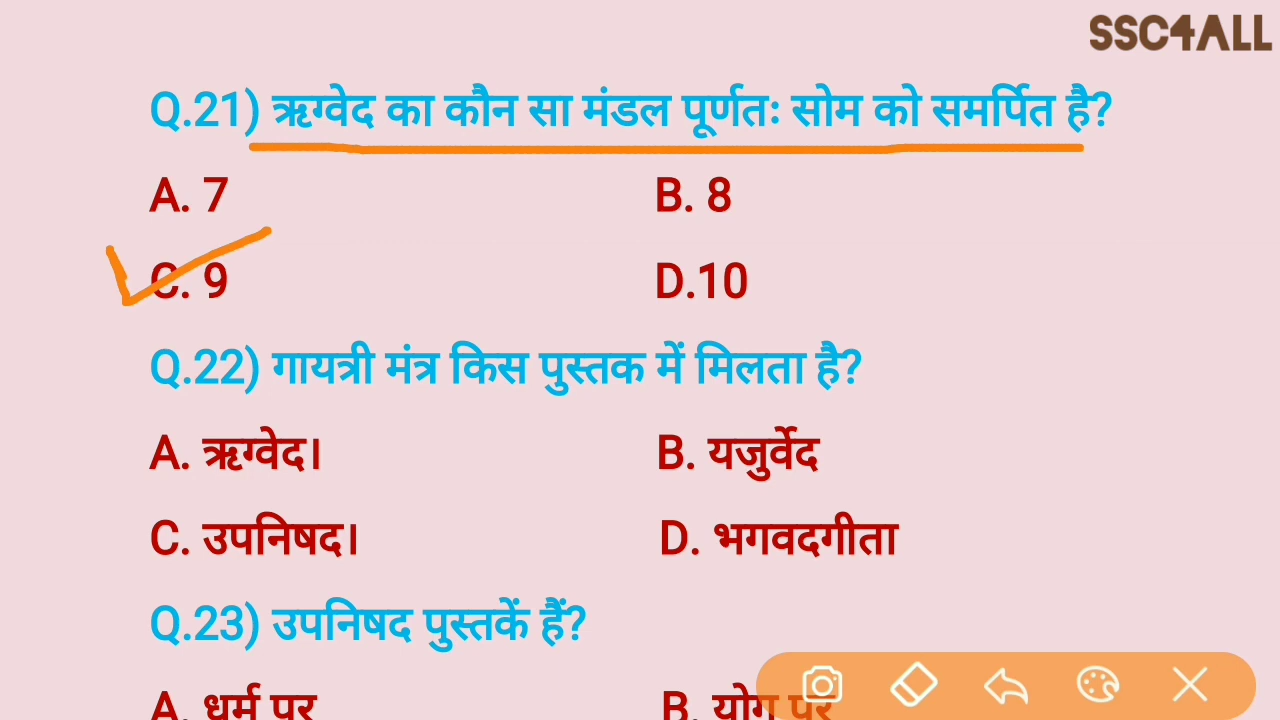 SSC4ALL
Q.21) ऋग्वेद का कौन सा मंडल पूर्णतः सोम को समर्पित है?
A. 7 B. 8
C. 9 D.10
Q.22) गायत्री मंत्र किस पुस्तक में मिलता है?
A. ऋग्वेद। B. यजुर्वेद
C. उपनिषद। D. भगवदगीता
Q.23) उपनिषद पुस्तकें हैं?
A. धर्म पर B. योग पर